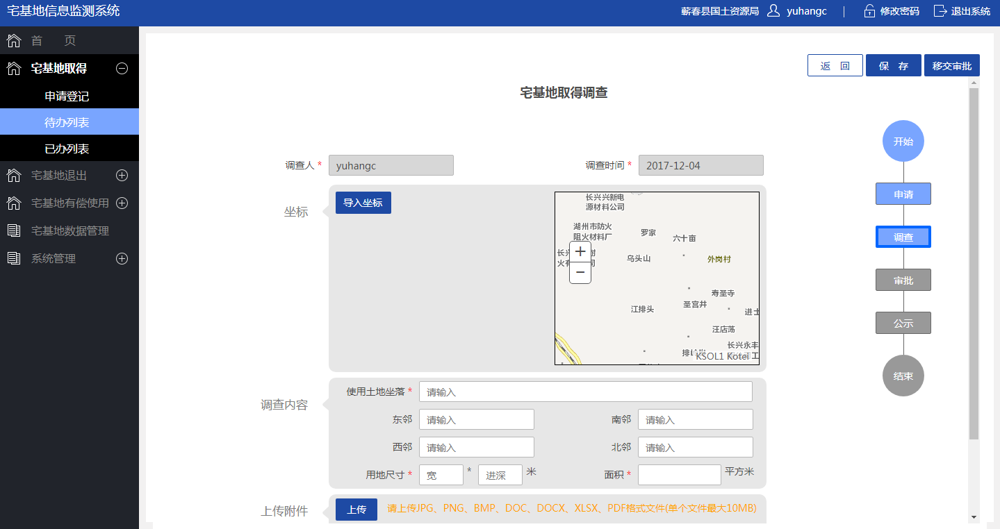 宅基地信息监测系统
蕲春县国土资源局 yuhangc | 修改密码 退出系统
首 页
宅基地取得
申请登记
待办列表
已办列表
宅基地退出
宅基地有偿使用
宅基地数据管理
系统管理
返 回 保 存 移交审批
宅基地取得调查
调查人 * yuhangc 调查时间 * 2017-12-04
坐标
导入坐标
长兴兴新电
源材料公司
湖州市防火
阻火材料厂
罗家
六十亩
长兴
耐
火有
司
+
−
乌头山
外岗村
寿圣寺
圣宫井
江排头
进士
汪店荡
长兴永丰
KSOL1 Kotei
工
调查内容
使用土地坐落 * 请输入
东邻 请输入 南邻 请输入
西邻 请输入 北邻 请输入
用地尺寸 * 宽 * 进深 米 面积 * 平方米
上传附件
上传 请上传JPG、PNG、BMP、DOC、DOCX、XLSX、PDF格式文件(单个文件最大10MB)
开始
申请
调查
审批
公示
结束